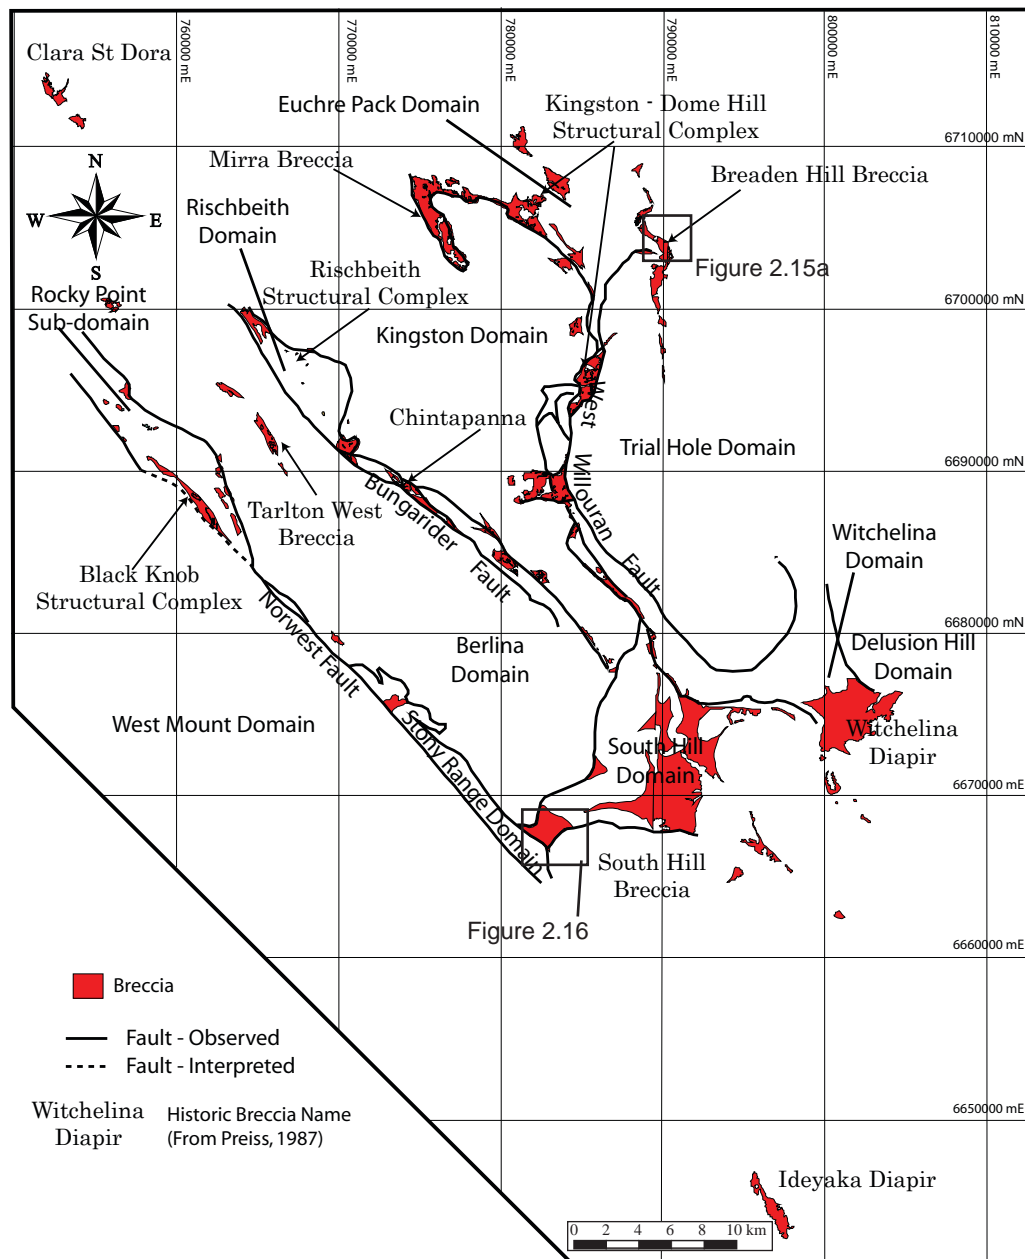 760000 mE
770000 mE
780000 mE
790000 mE
800000 mE
810000 mE
Clara St Dora
Euchre Pack Domain
Kingston - Dome Hill
Structural Complex
6710000 mN
Mirra Breccia
Breaden Hill Breccia
N
W
E
S
Rischbeith
Domain
Figure 2.15a
Rischbeith
Structural Complex
Rocky Point
Sub-domain
6700000 mN
Kingston Domain
Chintapanna
West
Willouran
Fault
Trial Hole Domain
6690000 mN
Tarlton West
Breccia
Bungarider
Fault
Witchelina
Domain
Black Knob
Structural Complex
Norwest Fault
6680000 mN
Berlina
Domain
Delusion Hill
Domain
West Mount Domain
Stony Range Domain
South Hill
Domain
Witchelina
Diapir
6670000 mN
South Hill
Breccia
Figure 2.16
6660000 mN
Breccia
Fault - Observed
Fault - Interpreted
Witchelina
Diapir
Historic Breccia Name
(From Preiss, 1987)
6650000 mE
Ideyaka Diapir
0 2 4 6 8 10 km